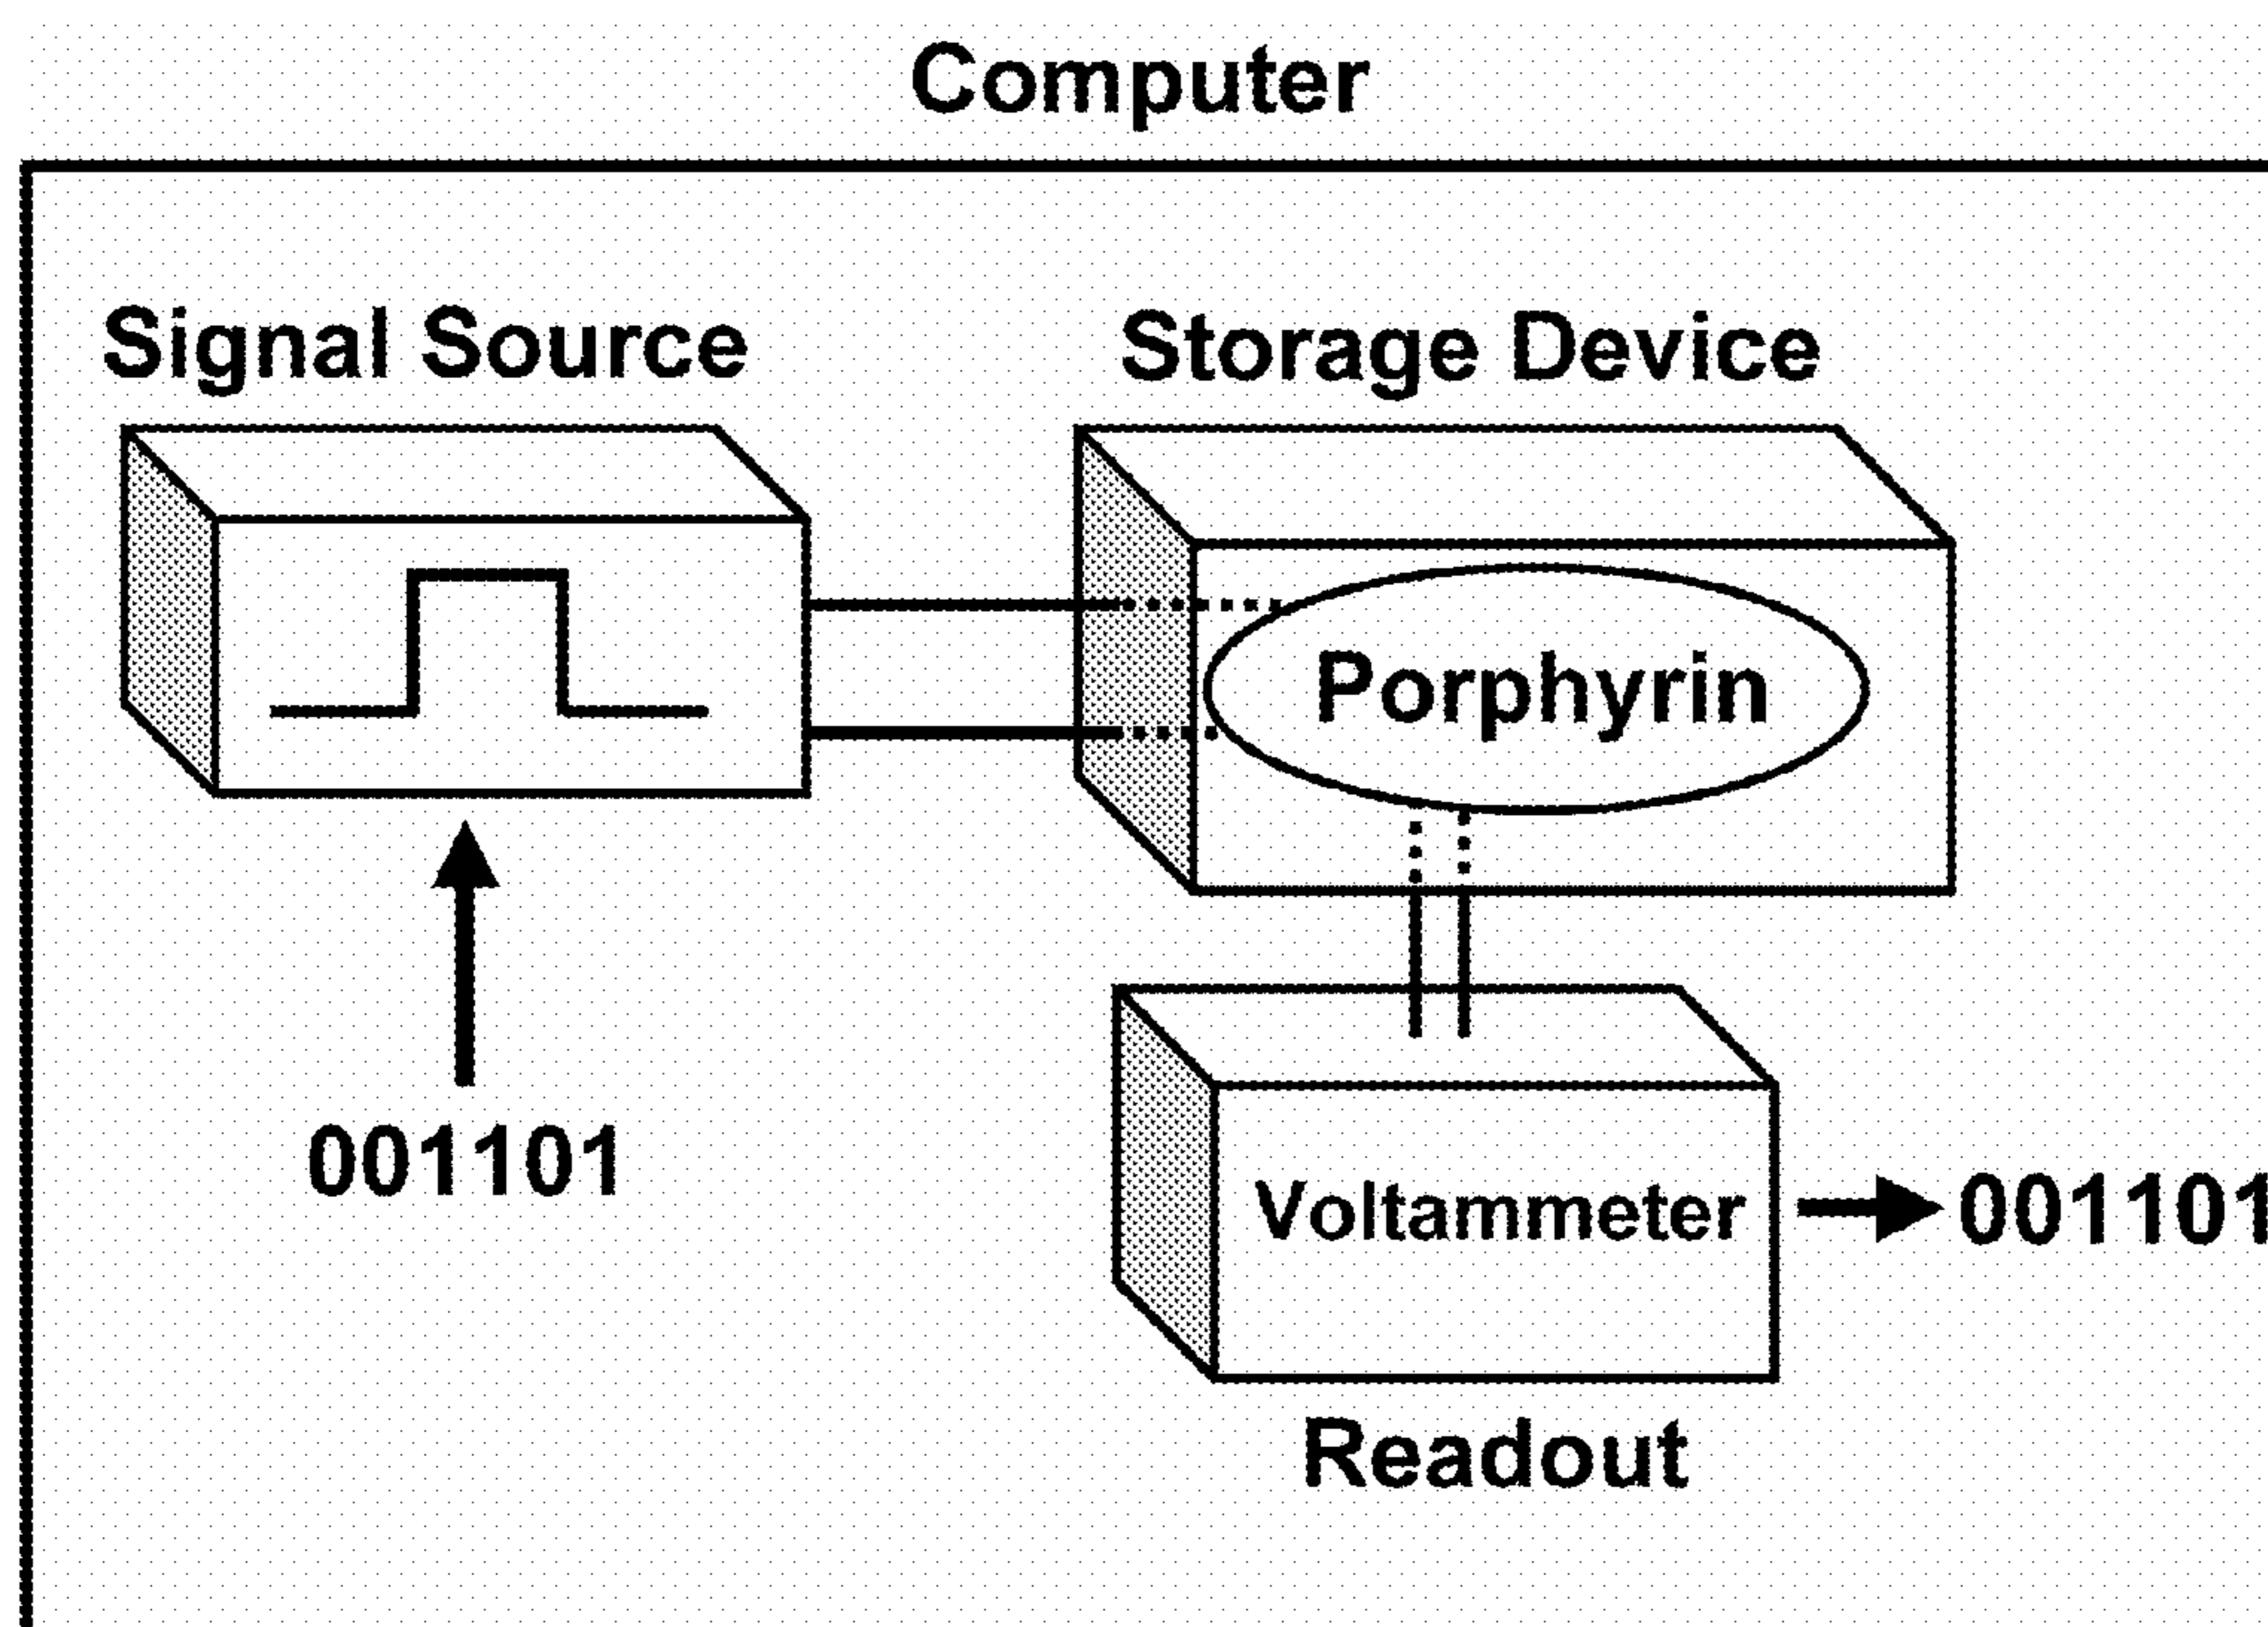 Computer
Signal Source
Storage Device
Porphyrin
001101
Voltammeter
001101
Readout